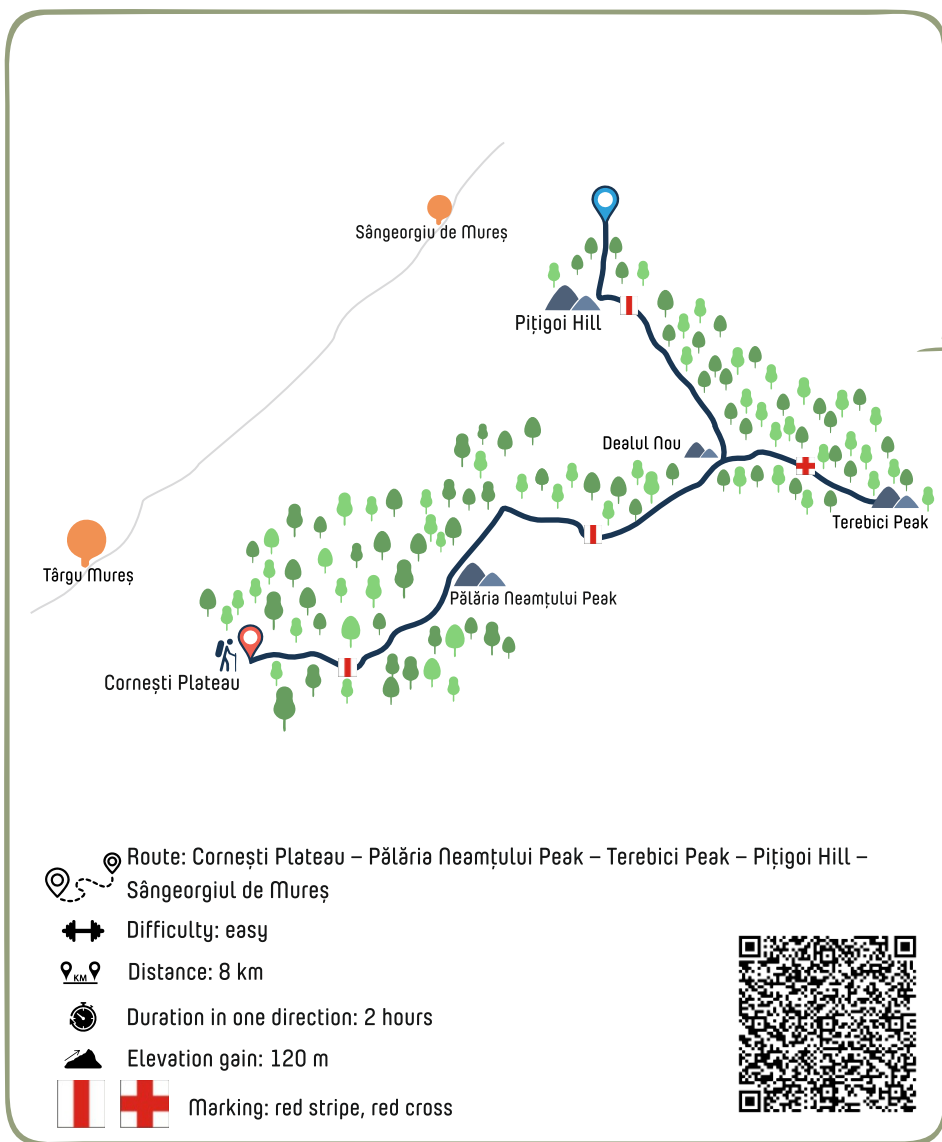 Sângeorgiu de Mureș
Pițigoi Hill
Dealul Nou
Terebici Peak
Târgu Mureș
Pălăria Neamțului Peak
Cornești Plateau
Route: Cornești Plateau – Pălăria Neamțului Peak – Terebici Peak – Pițigoi Hill –
Sângeorgiul de Mureș
Difficulty: easy
KM
Distance: 8 km
Duration in one direction: 2 hours
Elevation gain: 120 m
Marking: red stripe, red cross